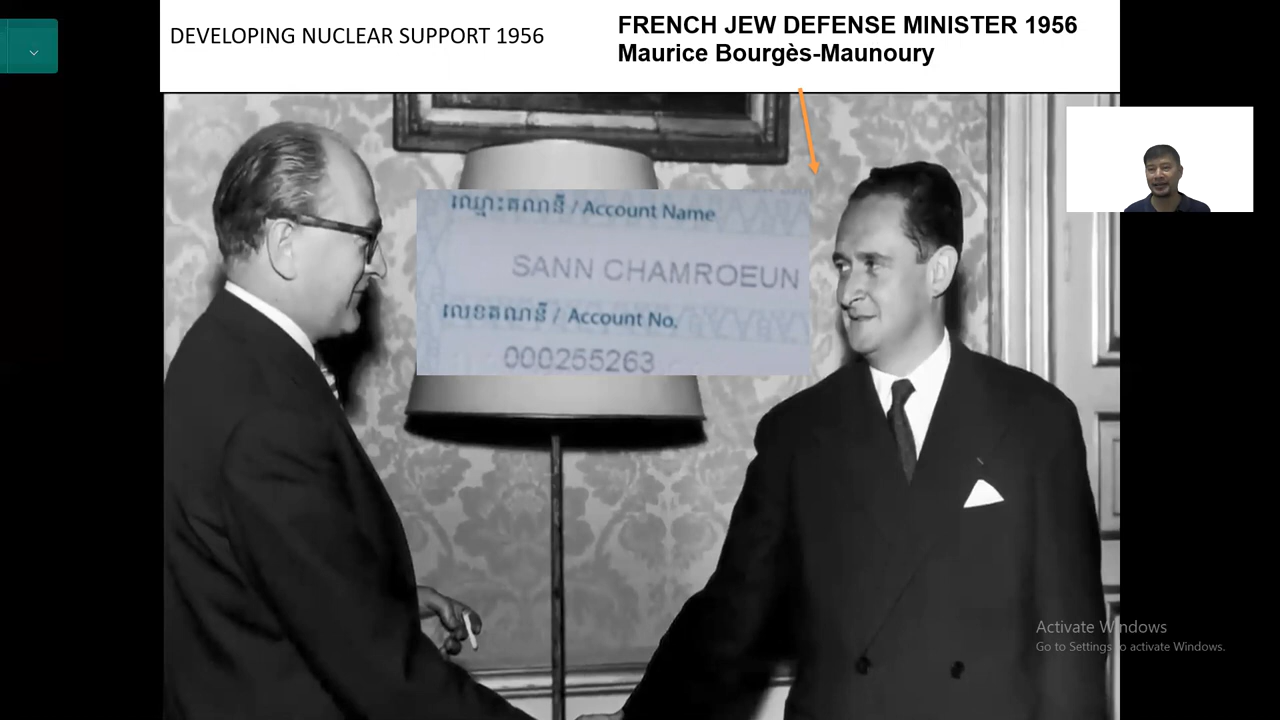 DEVELOPING NUCLEAR SUPPORT 1956
FRENCH JEW DEFENSE MINISTER 1956
Maurice Bourgès-Maunoury
ឈ្មោះគណនី / Account Name
SANN CHAMROEUN
លេខគណនី / Account No.
000255263
Activate Windows
Go to Settings to activate Windows.